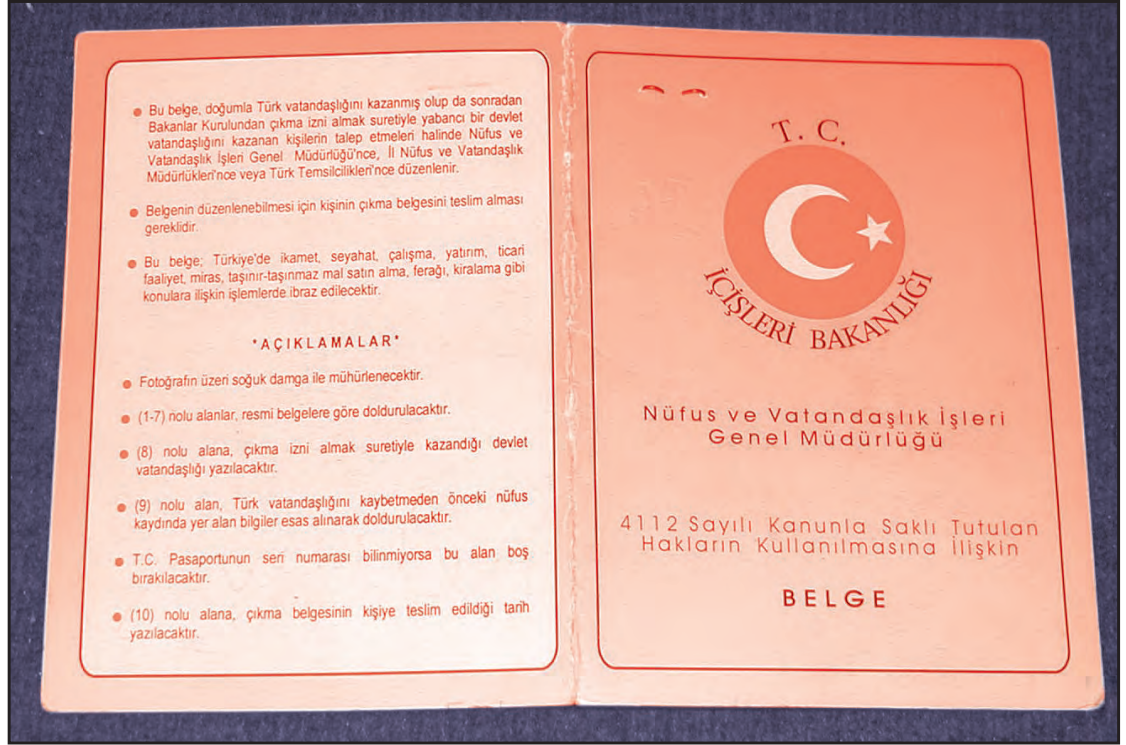 ● Bu belge, doğumla Türk vatandaşlığını kazanmış olup da sonradan
Bakanlar Kurulundan çıkma izni almak suretiyle yabancı bir devlet
vatandaşlığını kazanan kişilerin talep etmeleri halinde Nüfus ve
Vatandaşlık İşleri Genel Müdürlüğü'nce, İl Nüfus ve Vatandaşlık
Müdürlükleri'nce veya Türk Temsilcilikleri'nce düzenlenir.
● Belgenin düzenlenebilmesi için kişinin çıkma belgesini teslim alması
gereklidir.
● Bu belge; Türkiye'de ikamet, seyahat, çalışma, yatırım, ticari
faaliyet, miras, taşınır-taşınmaz mal satın alma, ferağı, kiralama gibi
konulara ilişkin işlemlerde ibraz edilecektir.
*AÇIKLAMALAR*
● Fotoğrafın üzeri soğuk damga ile mühürlenecektir.
● (1-7) nolu alanlar, resmi belgelere göre doldurulacaktır.
● (8) nolu alana, çıkma izni almak suretiyle kazandığı devlet
vatandaşlığı yazılacaktır.
● (9) nolu alan, Türk vatandaşlığını kaybetmeden önceki nüfus
kaydında yer alan bilgiler esas alınarak doldurulacaktır.
● T.C. Pasaportunun seri numarası bilinmiyorsa bu alan boş
bırakılacaktır.
● (10) nolu alana, çıkma belgesinin kişiye teslim edildiği tarih
yazılacaktır.
T. C.
İÇİŞLERİ BAKANLIĞI
Nüfus ve Vatandaşlık İşleri
Genel Müdürlüğü
4112 Sayılı Kanunla Saklı Tutulan
Hakların Kullanılmasına İlişkin
BELGE